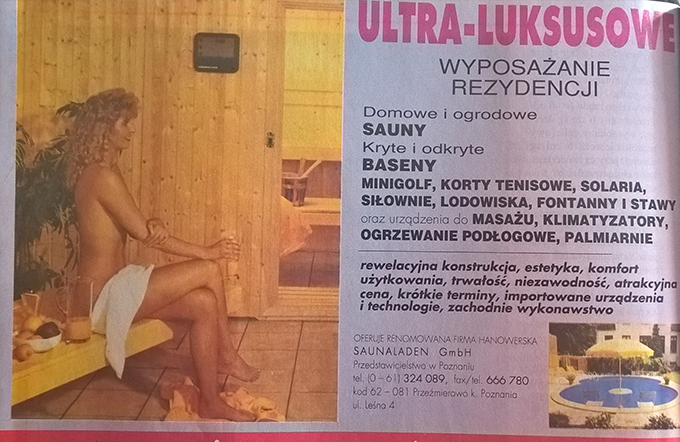 ULTRA-LUKSUSOWE
WYPOSAŻANIE
REZYDENCJI
Domowe i ogrodowe
SAUNY
Kryte i odkryte
BASENY
MINIGOLF, KORTY TENISOWE, SOLARIA,
SIŁOWNIE, LODOWISKA, FONTANNY I STAWY
oraz urządzenia do MASAŻU, KLIMATYZATORY,
OGRZEWANIE PODŁOGOWE, PALMIARNIE
rewelacyjna konstrukcja, estetyka, komfort
użytkowania, trwałość, niezawodność, atrakcyjna
cena, krótkie terminy, importowane urządzenia
i technologie, zachodnie wykonawstwo
OFERUJE RENOMOWANA FIRMA HANOWERSKA
SAUNALADEN GmbH
Przedstawicielstwo w Poznaniu
tel. (0-61) 324 089, fax/tel. 666 780
kod 62-081 Przeźmierowo k. Poznania
ul. Leśna 4